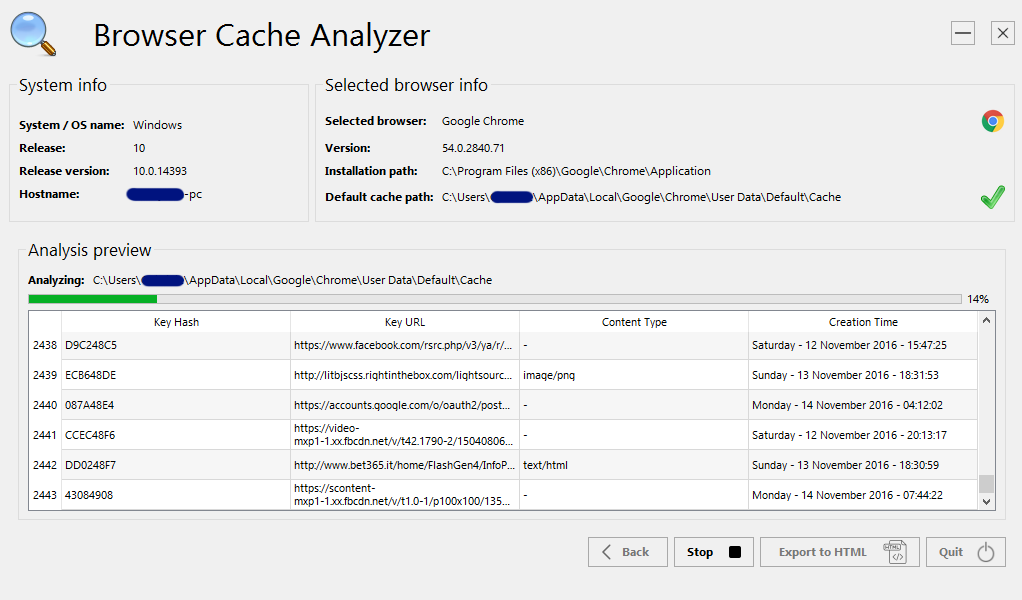 Browser Cache Analyzer
System info
System / OS name: Windows
Release: 10
Release version: 10.0.14393
Hostname: -pc
Selected browser info
Selected browser: Google Chrome
Version: 54.0.2840.71
Installation path: C:\Program Files (x86)\Google\Chrome\Application
Default cache path: C:\Users\ \AppData\Local\Google\Chrome\User Data\Default\Cache
Analysis preview
Analyzing: C:\Users\ \AppData\Local\Google\Chrome\User Data\Default\Cache
14%
Key Hash Key URL Content Type Creation Time
2438 D9C248C5 https://www.facebook.com/rsrc.php/v3/ya/r/... - Saturday - 12 November 2016 - 15:47:25
2439 ECB648DE http://litbjscss.rightinthebox.com/lightsourc... image/png Sunday - 13 November 2016 - 18:31:53
2440 087A48E4 https://accounts.google.com/o/oauth2/post... - Monday - 14 November 2016 - 04:12:02
2441 CCEC48F6 https://video-
mxp1-1.xx.fbcdn.net/v/t42.1790-2/15040806... - Saturday - 12 November 2016 - 20:13:17
2442 DD0248F7 http://www.bet365.it/home/FlashGen4/InfoP... text/html Sunday - 13 November 2016 - 18:30:59
2443 43084908 https://scontent-
mxp1-1.xx.fbcdn.net/v/t1.0-1/p100x100/135... - Monday - 14 November 2016 - 07:44:22
Back
Stop
Export to HTML
HTML
</>
Quit